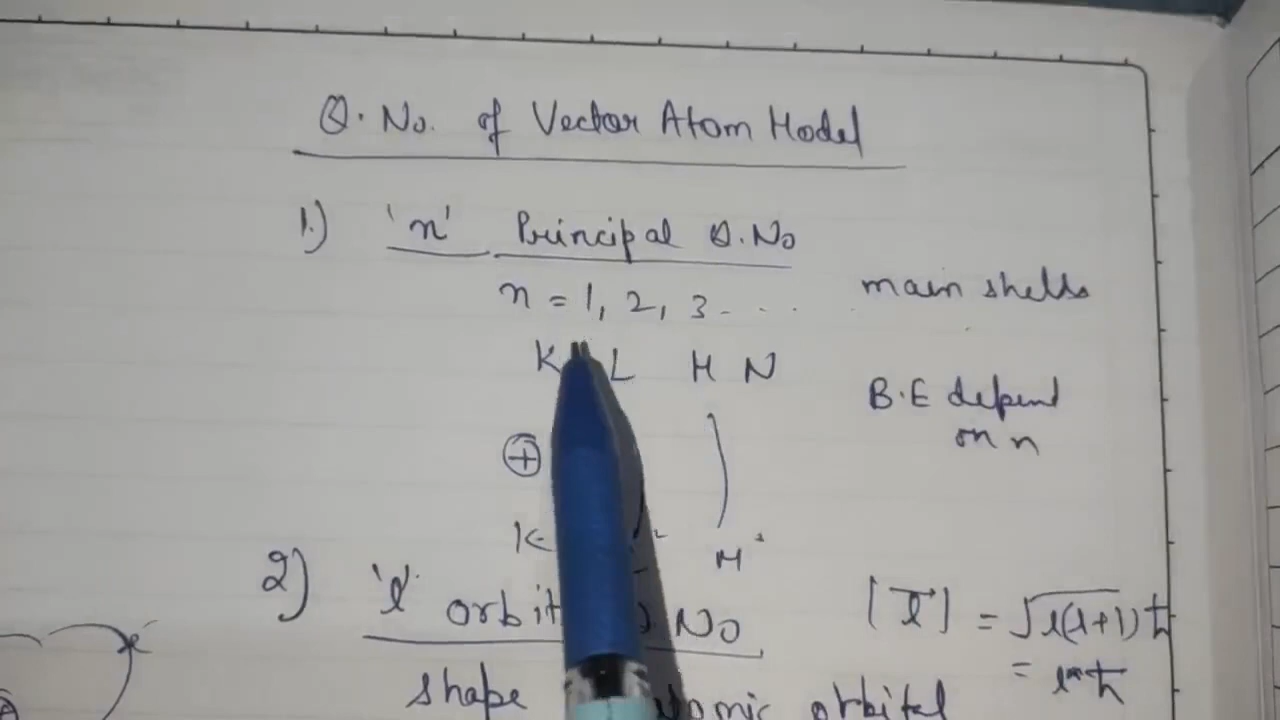 Q. No. of Vector Atom Model
1.) 'n' Principal Q. No
n = 1, 2, 3 - . . . main shells
K L M N
B.E depend
on n
⊕
K M
2) 'l' orbit No
|l⃗| = √l(l+1) ħ
shape orbital